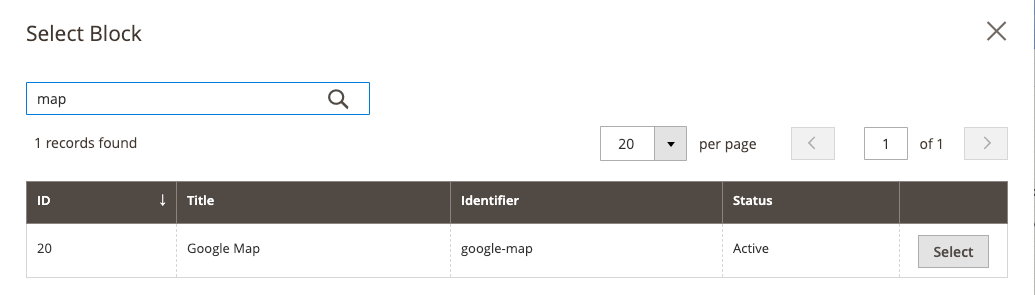 Select Block
map
1 records found
20 per page 1 of 1
ID ↓ Title Identifier Status
20 Google Map google-map Active Select